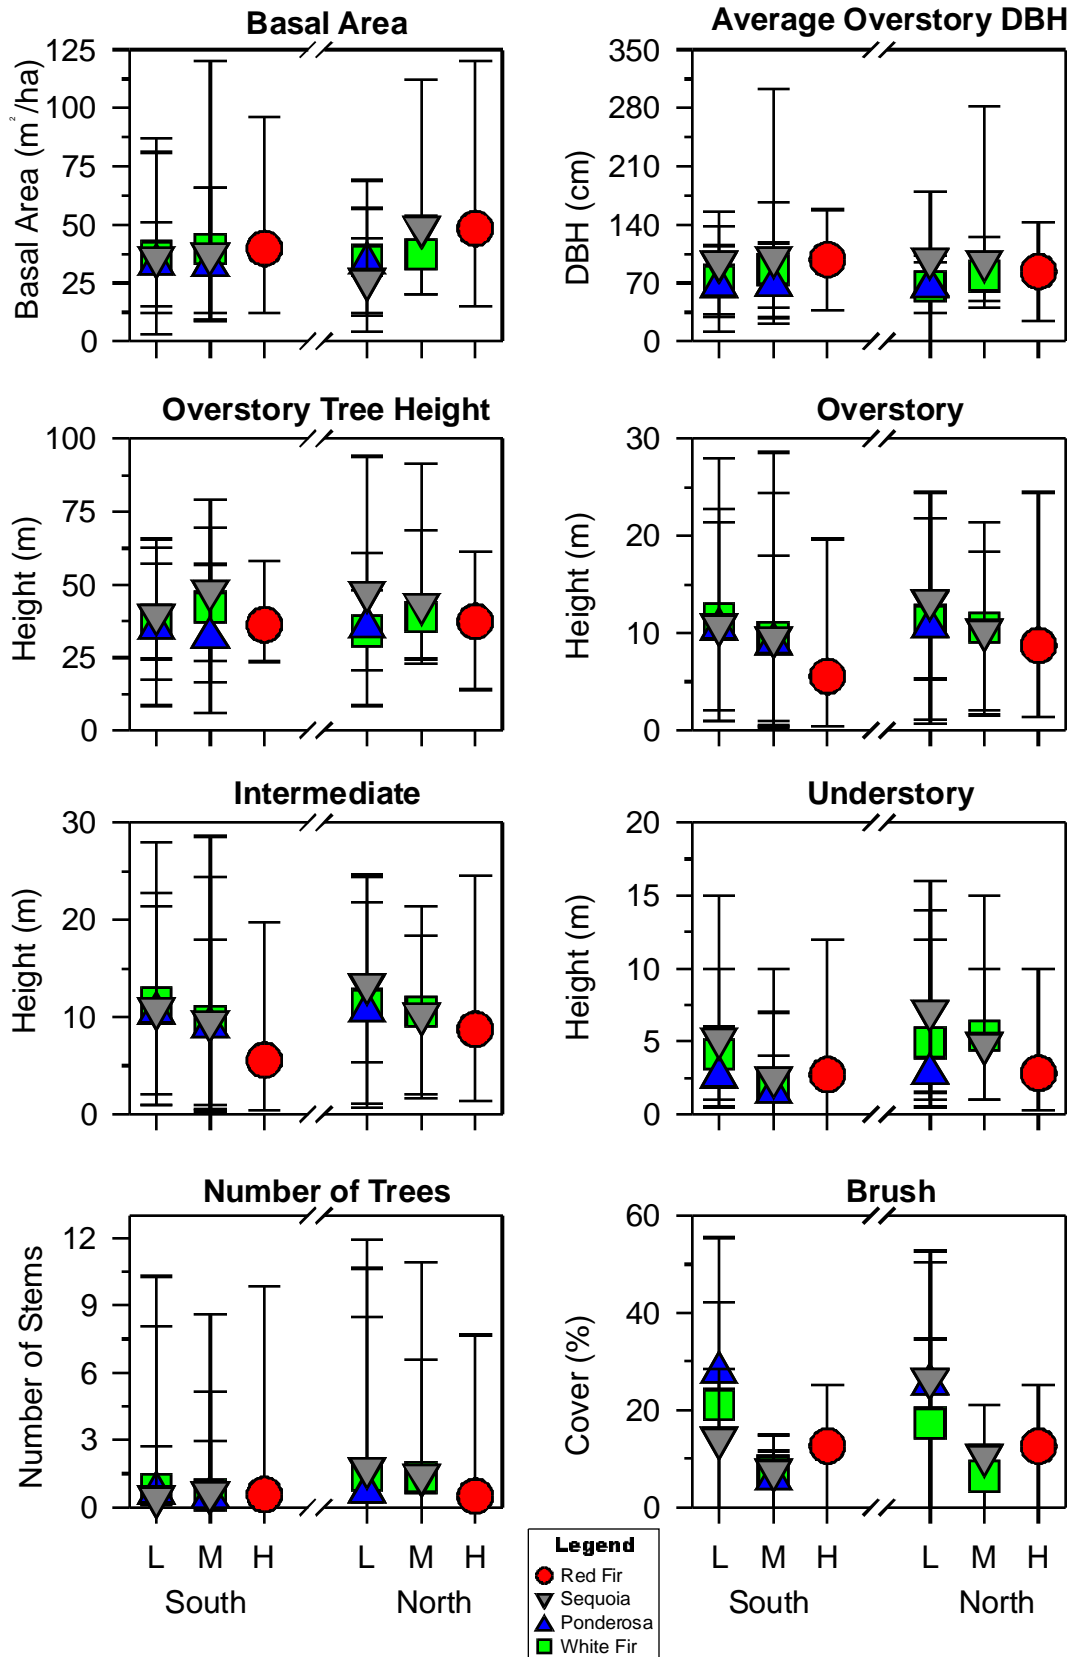 Basal Area
Average Overstory DBH
125
100
75
50
25
0
Basal Area (m²/ha)
350
280
210
140
70
0
DBH (cm)
Overstory Tree Height
Overstory
100
75
50
25
0
Height (m)
30
20
10
0
Height (m)
Intermediate
Understory
30
20
10
0
Height (m)
20
15
10
5
0
Height (m)
Number of Trees
Brush
12
9
6
3
0
Number of Stems
60
40
20
0
Cover (%)
L M H L M H
South North
L M H L M H
South North
Legend
Red Fir
Sequoia
Ponderosa
White Fir